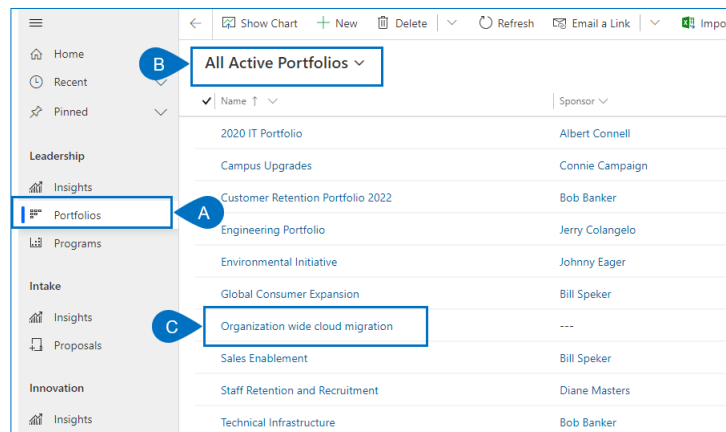 Show Chart New Delete Refresh Email a Link Impo
Home
Recent
Pinned
Leadership
Insights
Portfolios
Programs
Intake
Insights
Proposals
Innovation
Insights
B
All Active Portfolios
Name ↑ Sponsor
2020 IT Portfolio Albert Connell
Campus Upgrades Connie Campaign
Customer Retention Portfolio 2022 Bob Banker
A
Engineering Portfolio Jerry Colangelo
Environmental Initiative Johnny Eager
Global Consumer Expansion Bill Speker
C
Organization wide cloud migration ---
Sales Enablement Bill Speker
Staff Retention and Recruitment Diane Masters
Technical Infrastructure Bob Banker